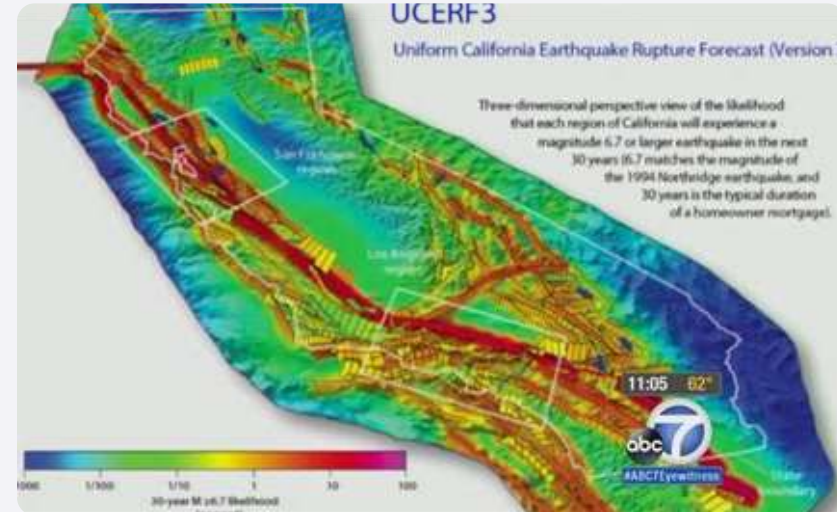 UCERF3
Uniform California Earthquake Rupture Forecast (Version
Three-dimensional perspective view of the likelihood
that each region of California will experience a
magnitude 6.7 or larger earthquake in the next
30 years (6.7 matches the magnitude of
the 1994 Northridge earthquake, and
30 years is the typical duration
of a homeowner mortgage).
San Francisco
region
Los Angeles
region
11:05 62°
abc 7
#ABC7Eyewitness
State
boundary
1/100 1/10 1 10 100
30-year M ≥6.7 likelihood